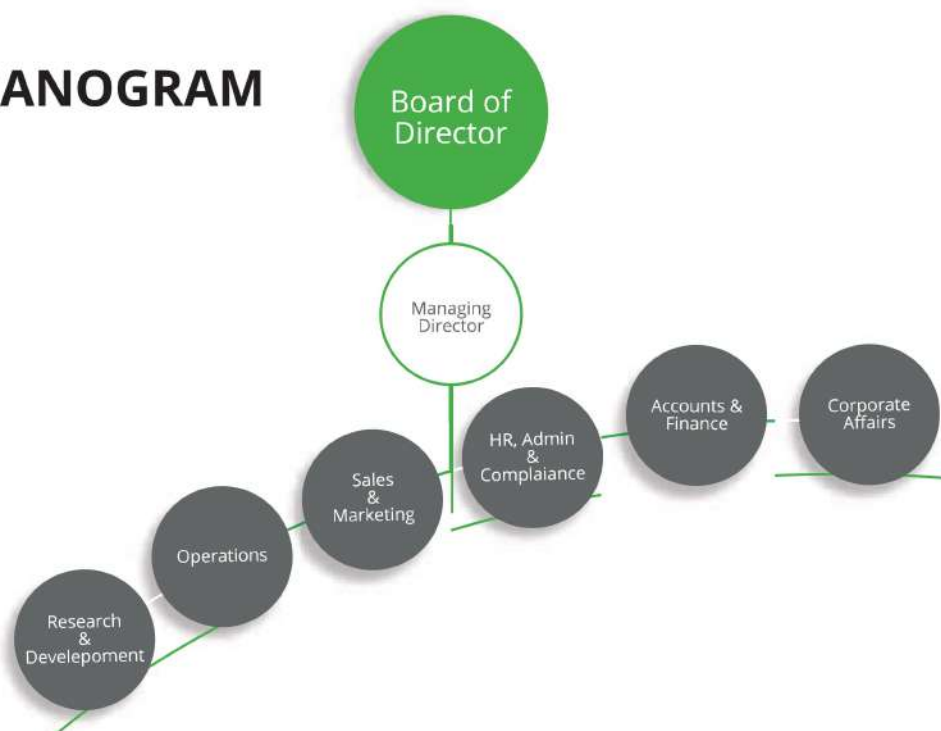 ANOGRAM
Board of
Director
Managing
Director
Research
&
Develepoment
Operations
Sales
&
Marketing
HR, Admin
&
Complaiance
Accounts &
Finance
Corporate
Affairs